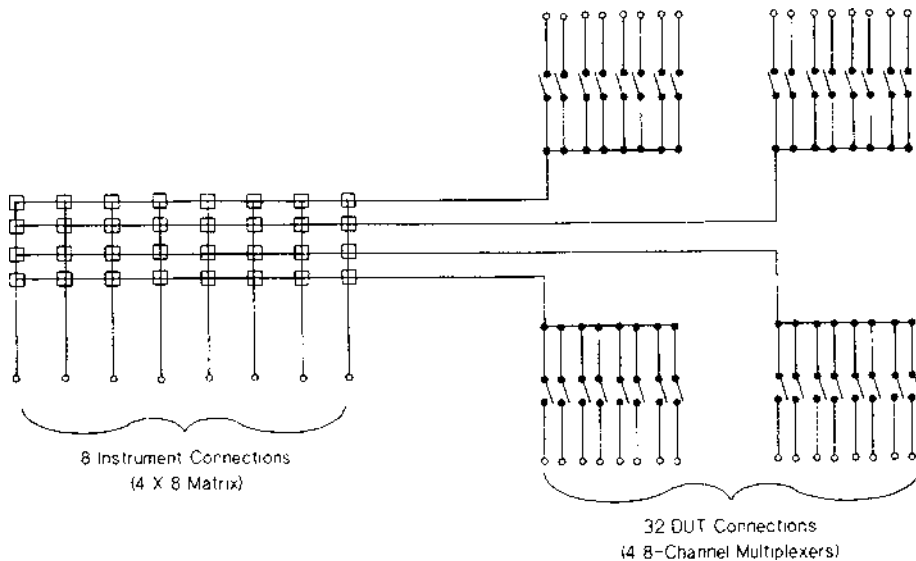 8 Instrument Connections
(4 X 8 Matrix)
32 DUT Connections
(4 8-Channel Multiplexers)